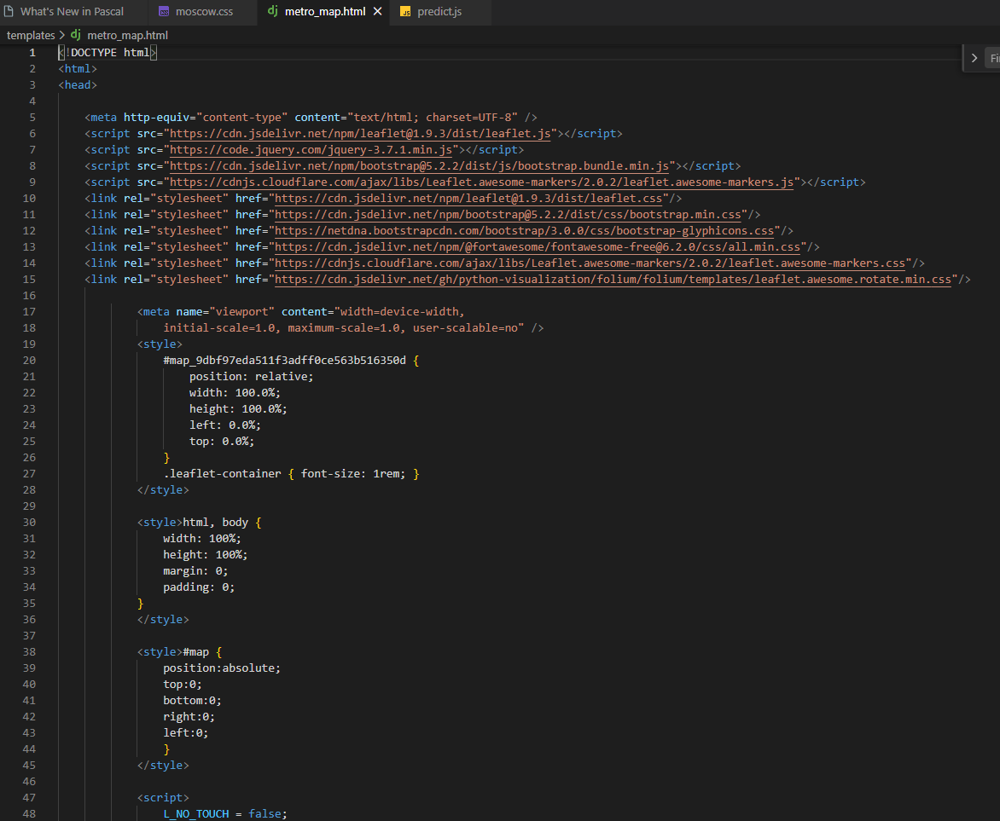 What's New in Pascal
moscow.css
dj metro_map.html
JS predict.js
templates > dj metro_map.html
1 <!DOCTYPE html>
2 <html>
3 <head>
4
5 <meta http-equiv="content-type" content="text/html; charset=UTF-8" />
6 <script src="https://cdn.jsdelivr.net/npm/leaflet@1.9.3/dist/leaflet.js"></script>
7 <script src="https://code.jquery.com/jquery-3.7.1.min.js"></script>
8 <script src="https://cdn.jsdelivr.net/npm/bootstrap@5.2.2/dist/js/bootstrap.bundle.min.js"></script>
9 <script src="https://cdnjs.cloudflare.com/ajax/libs/Leaflet.awesome-markers/2.0.2/leaflet.awesome-markers.js"></script>
10 <link rel="stylesheet" href="https://cdn.jsdelivr.net/npm/leaflet@1.9.3/dist/leaflet.css"/>
11 <link rel="stylesheet" href="https://cdn.jsdelivr.net/npm/bootstrap@5.2.2/dist/css/bootstrap.min.css"/>
12 <link rel="stylesheet" href="https://netdna.bootstrapcdn.com/bootstrap/3.0.0/css/bootstrap-glyphicons.css"/>
13 <link rel="stylesheet" href="https://cdn.jsdelivr.net/npm/@fortawesome/fontawesome-free@6.2.0/css/all.min.css"/>
14 <link rel="stylesheet" href="https://cdnjs.cloudflare.com/ajax/libs/Leaflet.awesome-markers/2.0.2/leaflet.awesome-markers.css"/>
15 <link rel="stylesheet" href="https://cdn.jsdelivr.net/gh/python-visualization/folium/folium/templates/leaflet.awesome.rotate.min.css"/>
16
17 <meta name="viewport" content="width=device-width,
18 initial-scale=1.0, maximum-scale=1.0, user-scalable=no" />
19 <style>
20 #map_9dbf97eda511f3adff0ce563b516350d {
21 position: relative;
22 width: 100.0%;
23 height: 100.0%;
24 left: 0.0%;
25 top: 0.0%;
26 }
27 .leaflet-container { font-size: 1rem; }
28 </style>
29
30 <style>html, body {
31 width: 100%;
32 height: 100%;
33 margin: 0;
34 padding: 0;
35 }
36 </style>
37
38 <style>#map {
39 position:absolute;
40 top:0;
41 bottom:0;
42 right:0;
43 left:0;
44 }
45 </style>
46
47 <script>
48 L_NO_TOUCH = false;